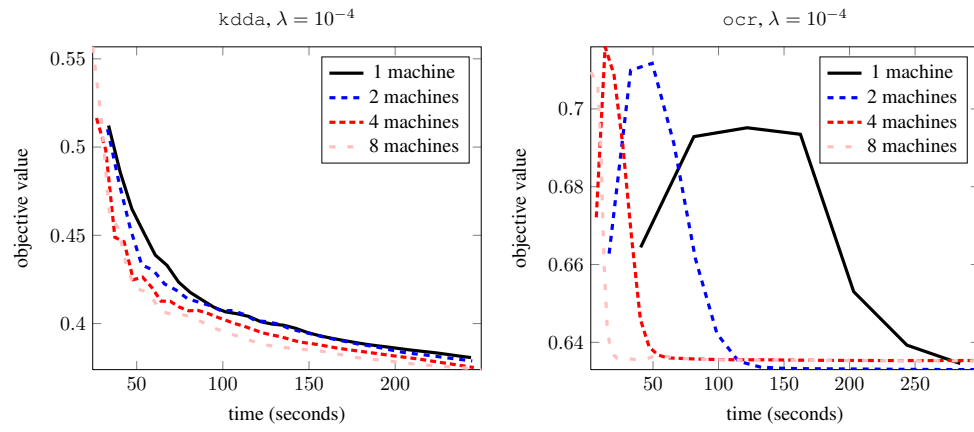 kdda, λ = 10⁻⁴
objective value
0.55
0.5
0.45
0.4
1 machine
2 machines
4 machines
8 machines
50
100
150
200
time (seconds)
ocr, λ = 10⁻⁴
objective value
0.7
0.68
0.66
0.64
1 machine
2 machines
4 machines
8 machines
50
100
150
200
250
time (seconds)